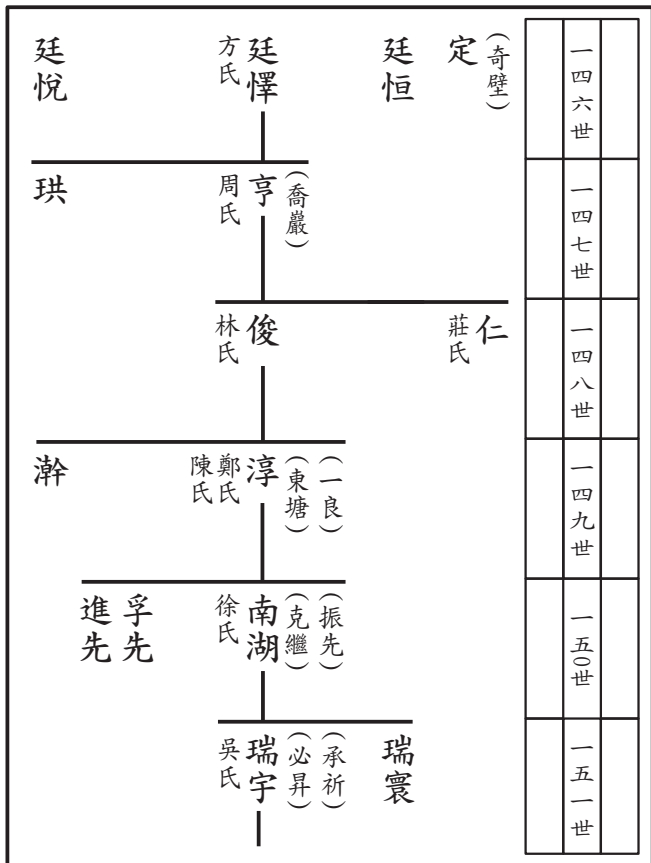 一四六世
定（奇壁）
廷恒
廷懌
方氏
廷悅
一四七世
亨（喬巖）
周氏
珙
一四八世
仁
莊氏
俊
林氏
一四九世
（一良）
（東塘）
淳
鄭氏
陳氏
澣
一五〇世
（振先）
（克繼）
南湖
徐氏
孚先
進先
一五一世
瑞寰
（承祈）
（必昇）
瑞宇
吳氏